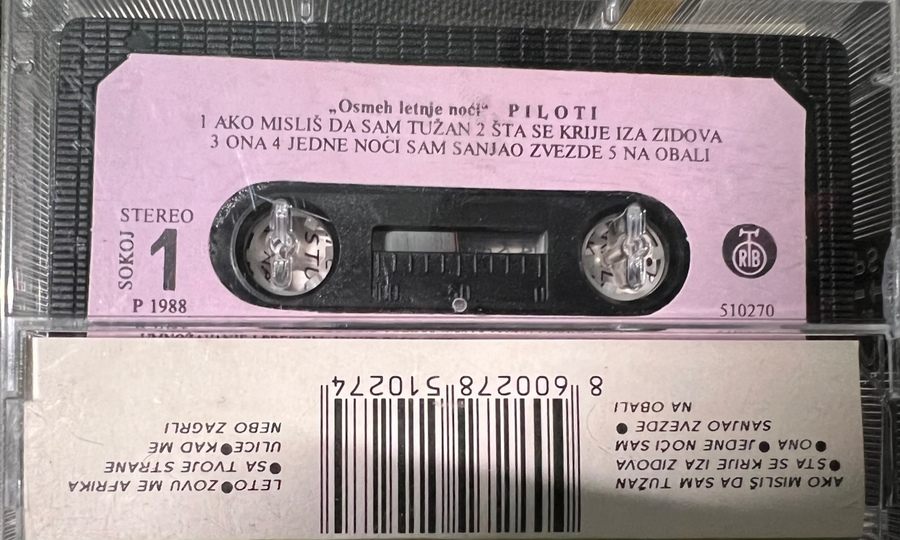 „Osmeh letnje noći“ PILOTI
1 AKO MISLIŠ DA SAM TUŽAN 2 ŠTA SE KRIJE IZA ZIDOVA
3 ONA 4 JEDNE NOĆI SAM SANJAO ZVEZDE 5 NA OBALI
STEREO
SOKOJ
1
P 1988
RTB
510270
AKO MISLIŠ DA SAM TUŽAN
●ŠTA SE KRIJE IZA ZIDOVA
●ONA●JEDNE NOĆI SAM
SANJAO ZVEZDE ●
NA OBALI
8 600278 510274
LETO●ZOVU ME AFRIKA
●SA TVOJE STRANE
ULICE●KAD ME
NEBO ZAGRLI